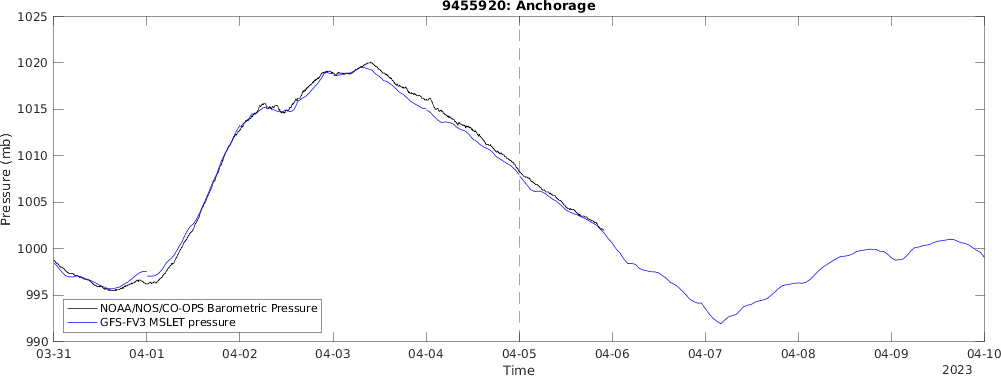 9455920: Anchorage
1025
1020
1015
1010
1005
1000
995
990
Pressure (mb)
NOAA/NOS/CO-OPS Barometric Pressure
GFS-FV3 MSLET pressure
03-31 04-01 04-02 04-03 04-04 04-05 04-06 04-07 04-08 04-09 04-10
Time
2023